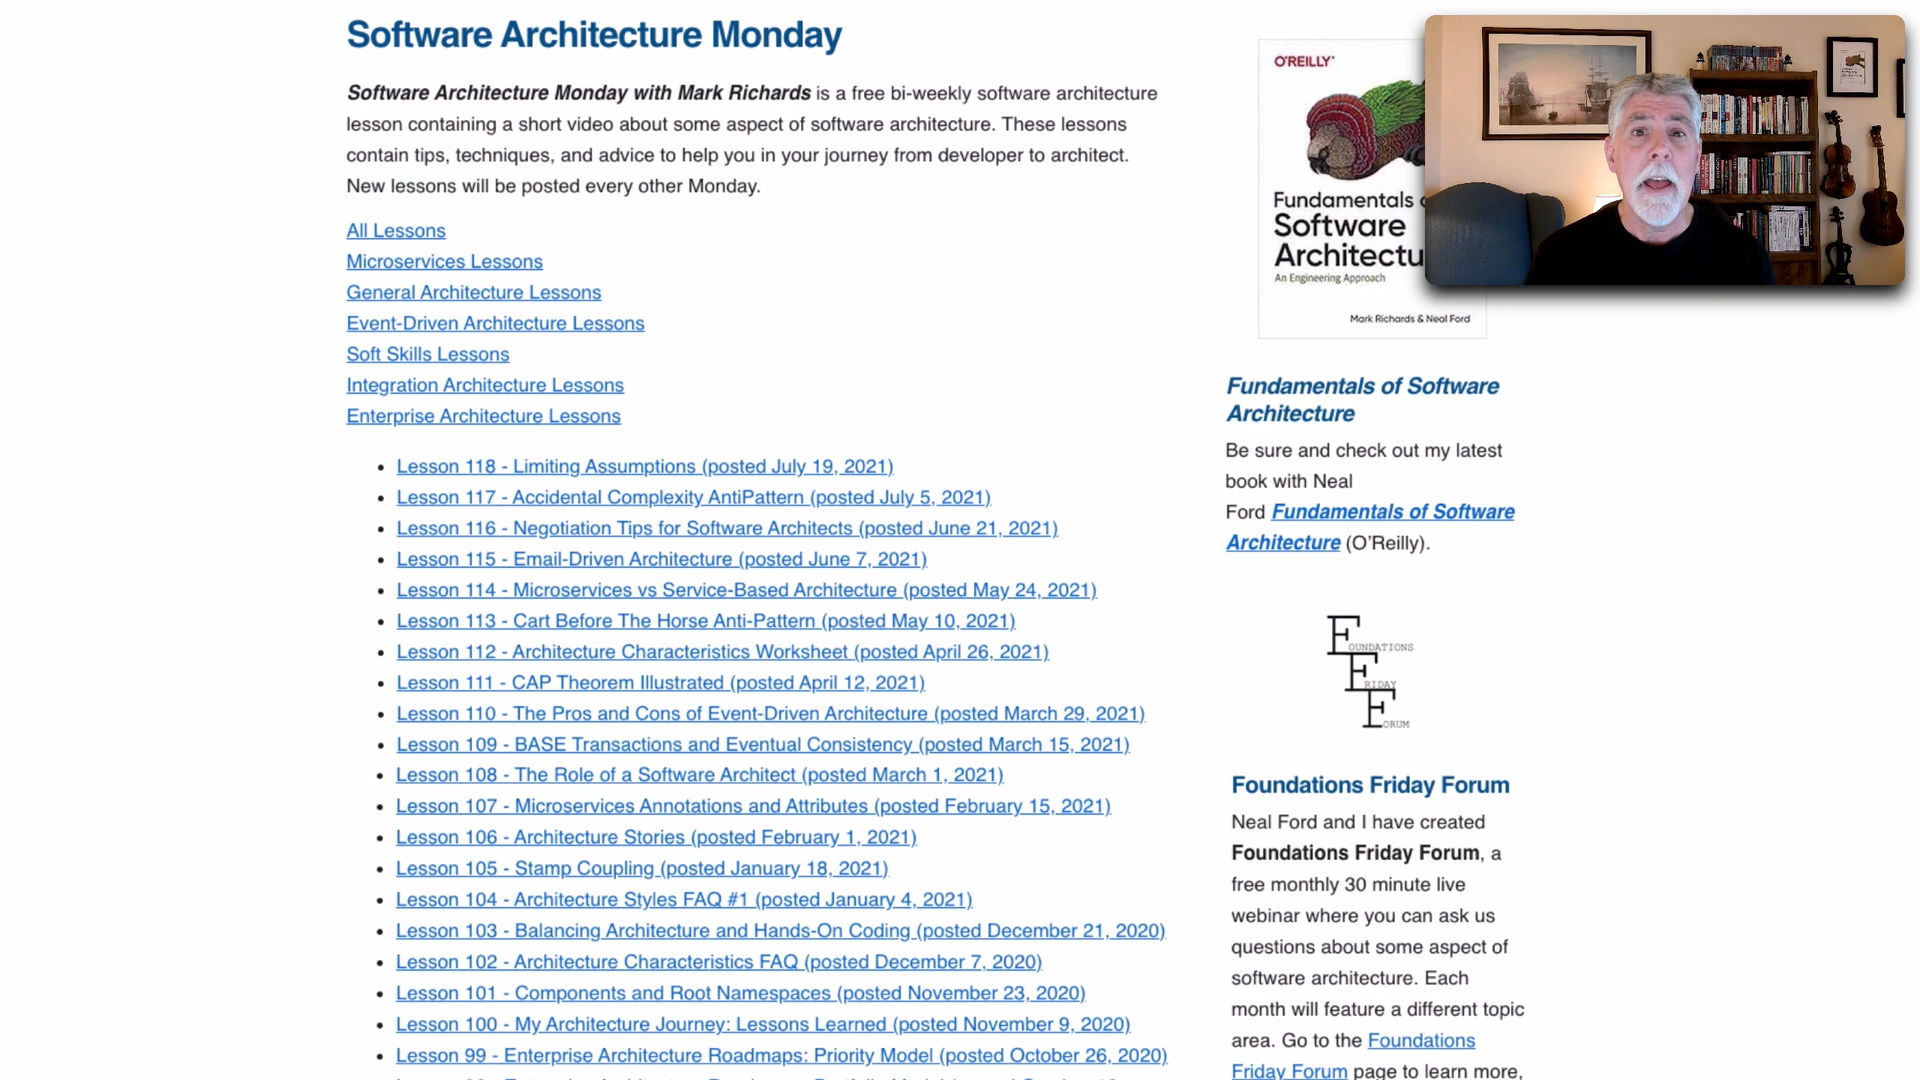 Software Architecture Monday
Software Architecture Monday with Mark Richards is a free bi-weekly software architecture
lesson containing a short video about some aspect of software architecture. These lessons
contain tips, techniques, and advice to help you in your journey from developer to architect.
New lessons will be posted every other Monday.
All Lessons
Microservices Lessons
General Architecture Lessons
Event-Driven Architecture Lessons
Soft Skills Lessons
Integration Architecture Lessons
Enterprise Architecture Lessons
• Lesson 118 - Limiting Assumptions (posted July 19, 2021)
• Lesson 117 - Accidental Complexity AntiPattern (posted July 5, 2021)
• Lesson 116 - Negotiation Tips for Software Architects (posted June 21, 2021)
• Lesson 115 - Email-Driven Architecture (posted June 7, 2021)
• Lesson 114 - Microservices vs Service-Based Architecture (posted May 24, 2021)
• Lesson 113 - Cart Before The Horse Anti-Pattern (posted May 10, 2021)
• Lesson 112 - Architecture Characteristics Worksheet (posted April 26, 2021)
• Lesson 111 - CAP Theorem Illustrated (posted April 12, 2021)
• Lesson 110 - The Pros and Cons of Event-Driven Architecture (posted March 29, 2021)
• Lesson 109 - BASE Transactions and Eventual Consistency (posted March 15, 2021)
• Lesson 108 - The Role of a Software Architect (posted March 1, 2021)
• Lesson 107 - Microservices Annotations and Attributes (posted February 15, 2021)
• Lesson 106 - Architecture Stories (posted February 1, 2021)
• Lesson 105 - Stamp Coupling (posted January 18, 2021)
• Lesson 104 - Architecture Styles FAQ #1 (posted January 4, 2021)
• Lesson 103 - Balancing Architecture and Hands-On Coding (posted December 21, 2020)
• Lesson 102 - Architecture Characteristics FAQ (posted December 7, 2020)
• Lesson 101 - Components and Root Namespaces (posted November 23, 2020)
• Lesson 100 - My Architecture Journey: Lessons Learned (posted November 9, 2020)
• Lesson 99 - Enterprise Architecture Roadmaps: Priority Model (posted October 26, 2020)
O'REILLY®
Fundamentals
Software
Architectu
An Engineering Approach
Mark Richards & Neal Ford
Fundamentals of Software
Architecture
Be sure and check out my latest
book with Neal
Ford Fundamentals of Software
Architecture (O'Reilly).
FOUNDATIONS
FRIDAY
FORUM
Foundations Friday Forum
Neal Ford and I have created
Foundations Friday Forum, a
free monthly 30 minute live
webinar where you can ask us
questions about some aspect of
software architecture. Each
month will feature a different topic
area. Go to the Foundations
Friday Forum page to learn more,